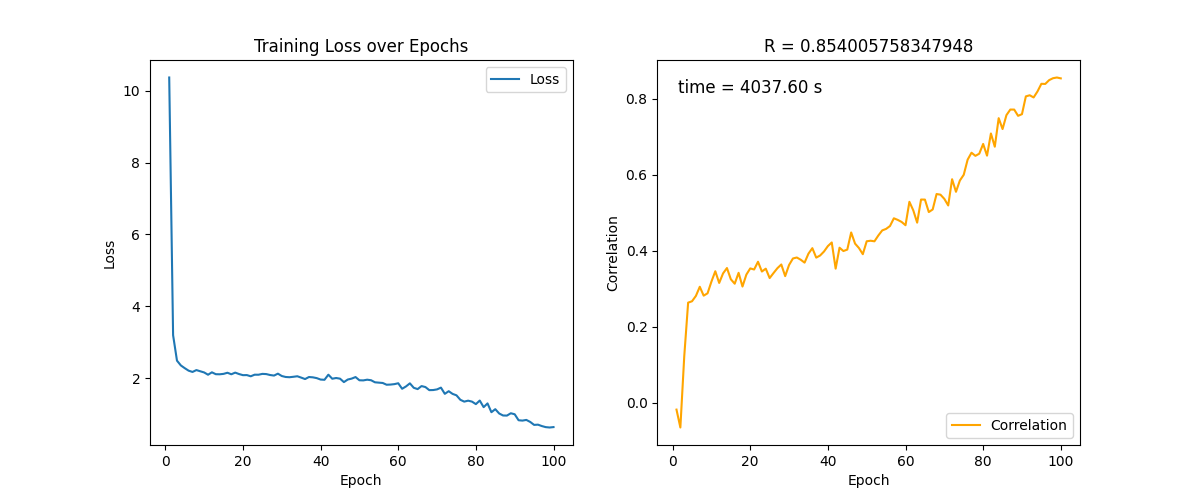 Training Loss over Epochs
Loss
10
8
6
4
2
Loss
0
20
40
60
80
100
Epoch
R = 0.854005758347948
time = 4037.60 s
0.8
0.6
0.4
0.2
0.0
Correlation
Correlation
0
20
40
60
80
100
Epoch